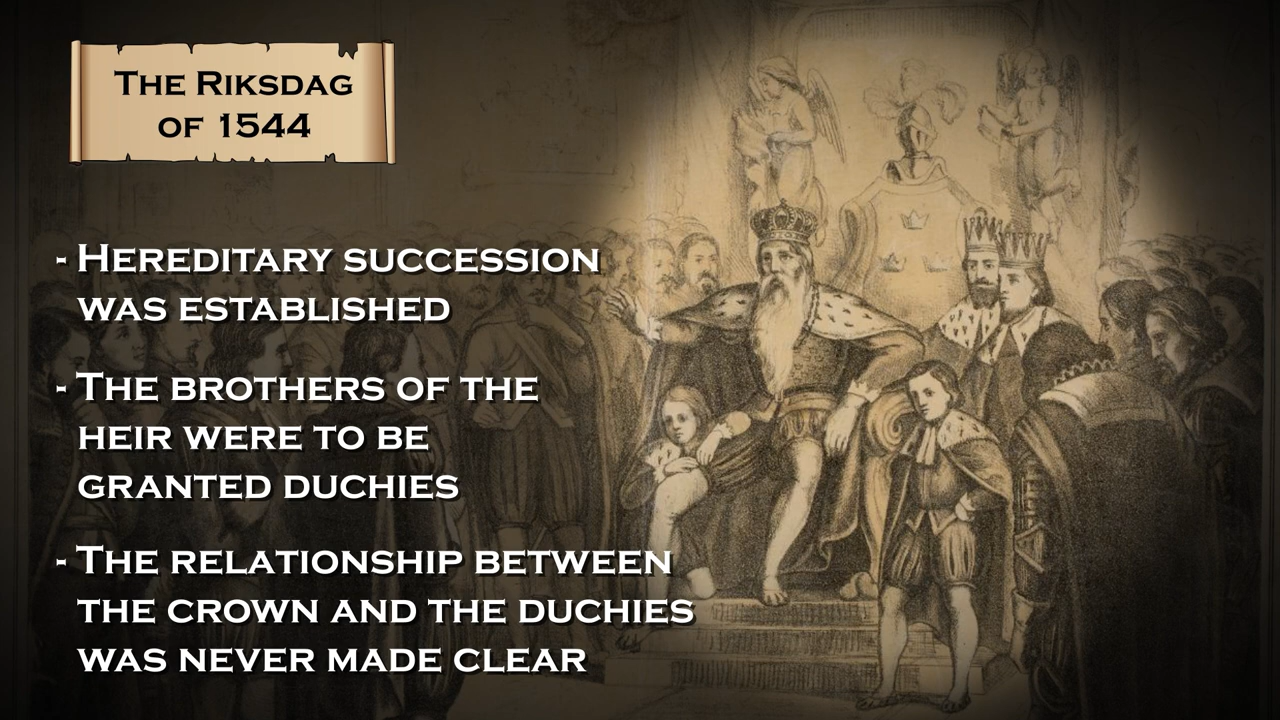 The Riksdag
of 1544
- Hereditary succession
was established
- The brothers of the
heir were to be
granted duchies
- The relationship between
the crown and the duchies
was never made clear